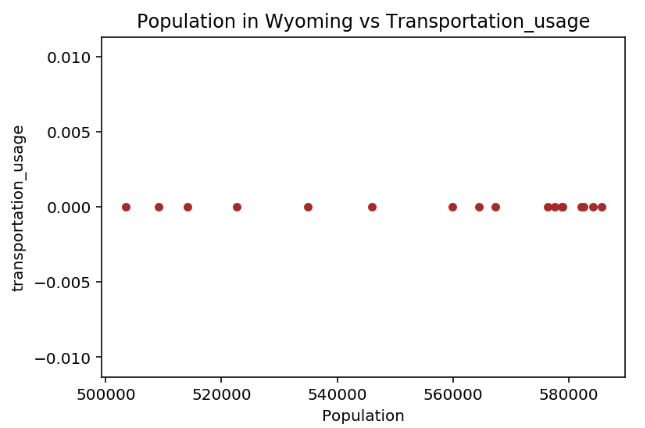 Population in Wyoming vs Transportation_usage
transportation_usage
0.010
0.005
0.000
−0.005
−0.010
500000 520000 540000 560000 580000
Population